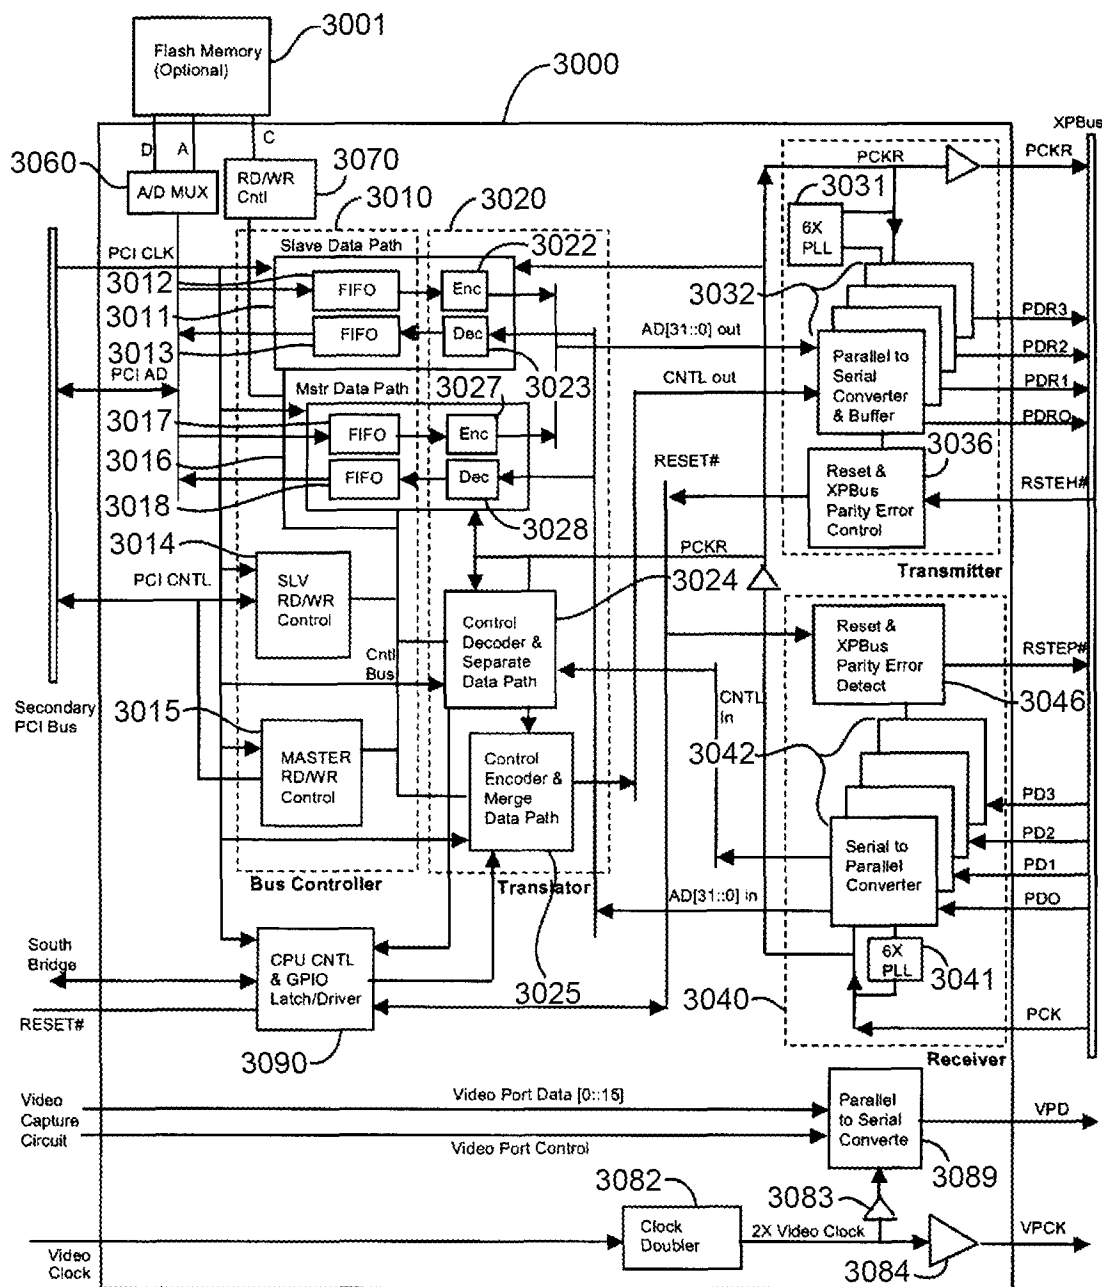 3001
Flash Memory
(Optional)
3000
D
A
C
XPBus
3060
A/D MUX
RD/WR
Cntl
3070
3010
3020
PCKR
PCKR
3031
6X
PLL
Slave Data Path
3022
PCI CLK
3012
FIFO
Enc
3032
3011
PDR3
FIFO
Dec
AD[31::0] out
3013
PDR2
Parallel to
Serial
Converter
& Buffer
PCI AD
Mstr Data Path
3027
3023
CNTL out
PDR1
3017
FIFO
Enc
PDRO
3016
3036
RESET#
FIFO
Dec
Reset &
XPBus
Parity Error
Control
RSTEH#
3018
3028
3014
PCKR
3024
Transmitter
PCI CNTL
SLV
RD/WR
Control
Control
Decoder &
Separate
Data Path
Reset &
XPBus
Parity Error
Detect
RSTEP#
Cntl
Bus
CNTL
In
3046
Secondary
PCI Bus
3015
3042
MASTER
RD/WR
Control
Control
Encoder &
Merge
Data Path
PD3
PD2
Serial to
Parallel
Converter
PD1
Bus Controller
Translator
AD[31::0] in
PDO
South
Bridge
CPU CNTL
& GPIO
Latch/Driver
6X
PLL
3041
3025
3040
RESET#
PCK
3090
Receiver
Video
Capture
Circuit
Video Port Data [0::15]
Video Port Control
Parallel
to Serial
Converte
VPD
3089
3082
3083
Clock
Doubler
2X Video Clock
VPCK
Video
Clock
3084